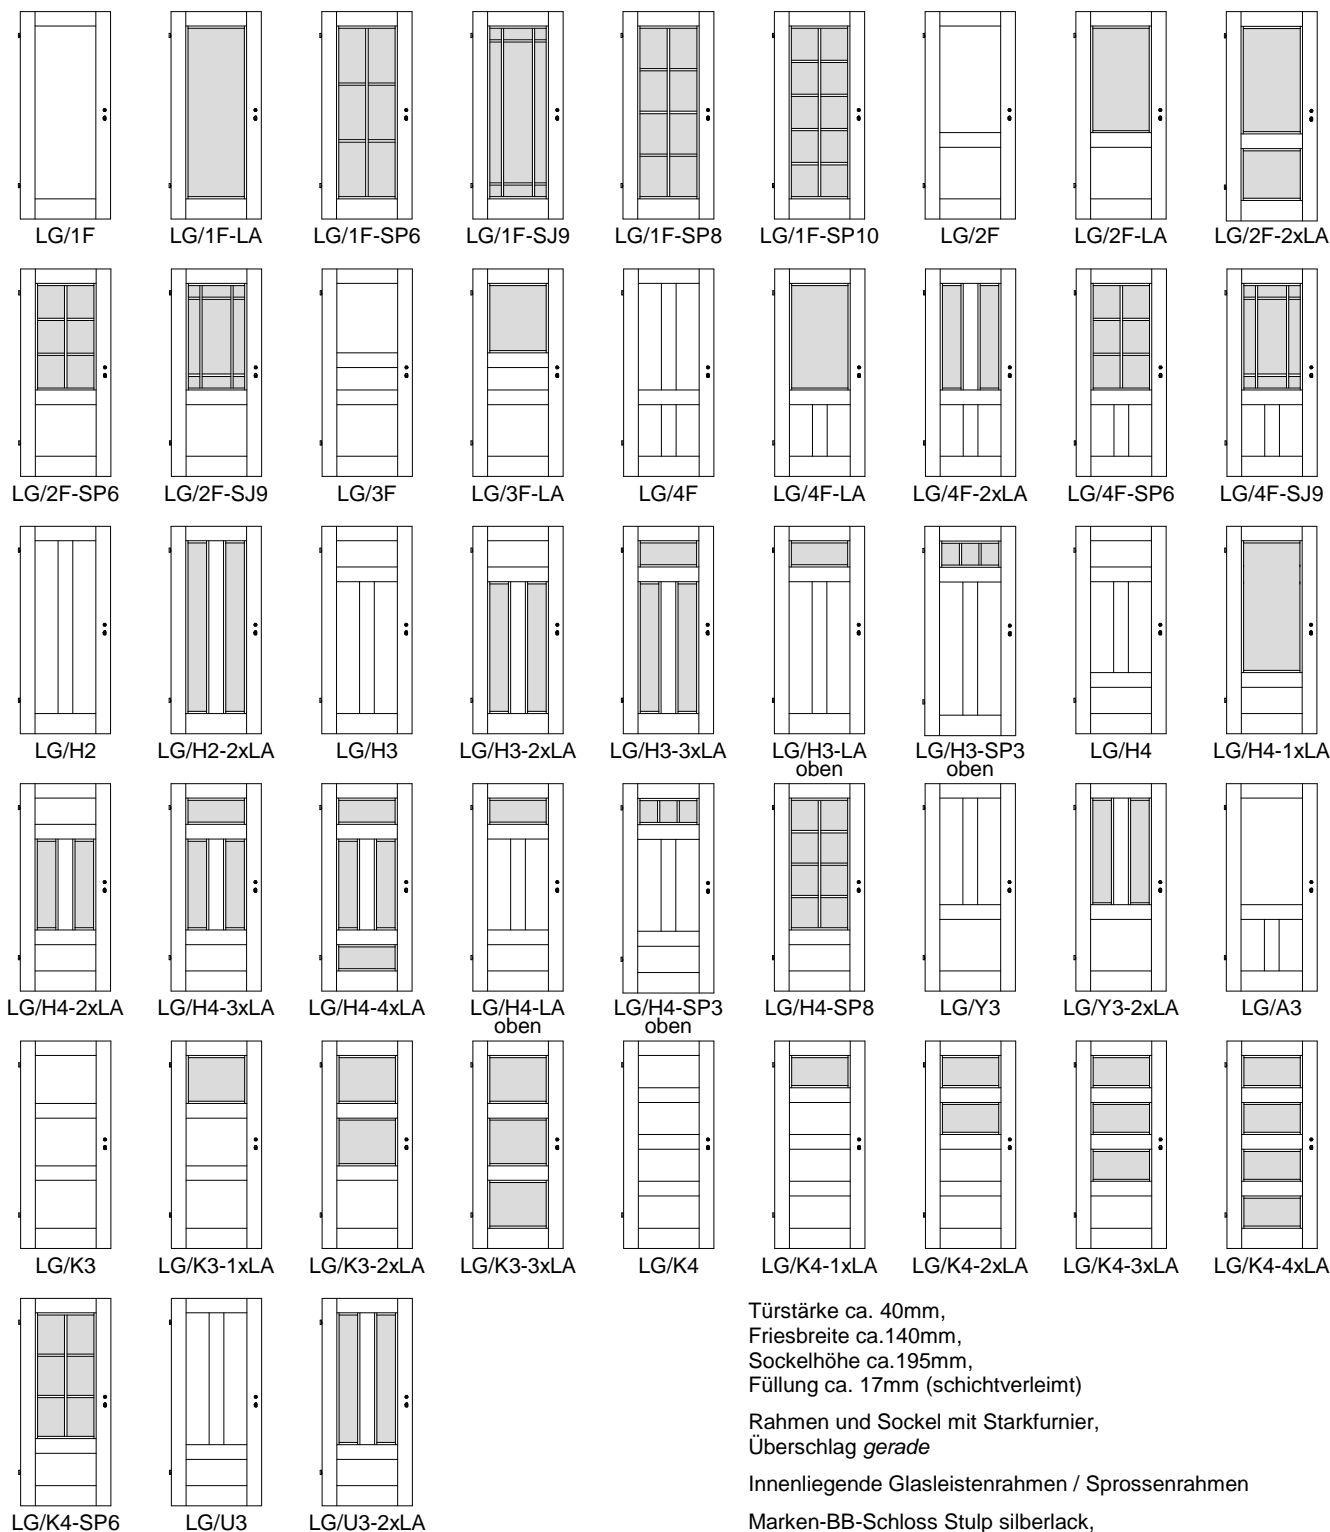 LG/1F LG/1F-LA LG/1F-SP6 LG/1F-SJ9 LG/1F-SP8 LG/1F-SP10 LG/2F LG/2F-LA LG/2F-2xLA
LG/2F-SP6 LG/2F-SJ9 LG/3F LG/3F-LA LG/4F LG/4F-LA LG/4F-2xLA LG/4F-SP6 LG/4F-SJ9
LG/H2 LG/H2-2xLA LG/H3 LG/H3-2xLA LG/H3-3xLA LG/H3-LA LG/H3-SP3 LG/H4 LG/H4-1xLA
oben oben
LG/H4-2xLA LG/H4-3xLA LG/H4-4xLA LG/H4-LA LG/H4-SP3 LG/H4-SP8 LG/Y3 LG/Y3-2xLA LG/A3
oben oben
LG/K3 LG/K3-1xLA LG/K3-2xLA LG/K3-3xLA LG/K4 LG/K4-1xLA LG/K4-2xLA LG/K4-3xLA LG/K4-4xLA
LG/K4-SP6 LG/U3 LG/U3-2xLA
Türstärke ca. 40mm,
Friesbreite ca.140mm,
Sockelhöhe ca.195mm,
Füllung ca. 17mm (schichtverleimt)
Rahmen und Sockel mit Starkfurnier,
Überschlag gerade
Innenliegende Glasleistenrahmen / Sprossenrahmen
Marken-BB-Schloss Stulp silberlack,